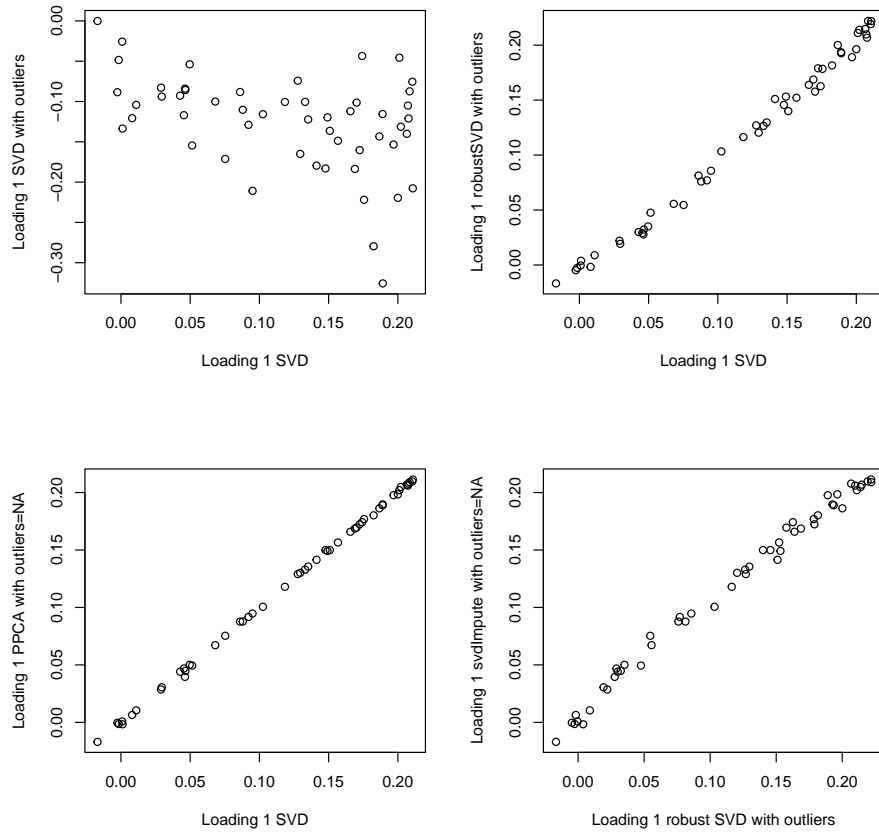 0.00
−0.10
−0.20
−0.30
Loading 1 SVD with outliers
0.00 0.05 0.10 0.15 0.20
Loading 1 SVD
0.20
0.15
0.10
0.05
0.00
Loading 1 robustSVD with outliers
0.00 0.05 0.10 0.15 0.20
Loading 1 SVD
0.20
0.15
0.10
0.05
0.00
Loading 1 PPCA with outliers=NA
0.00 0.05 0.10 0.15 0.20
Loading 1 SVD
0.20
0.15
0.10
0.05
0.00
Loading 1 svdImpute with outliers=NA
0.00 0.05 0.10 0.15 0.20
Loading 1 robust SVD with outliers